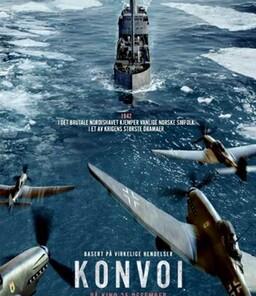 1942
I DET BRUTALE NORDISHAVET KJEMPER VANLIGE NORSKE SJØFOLK
I ET AV KRIGENS STØRSTE DRAMAER
BASERT PÅ VIRKELIGE HENDELSER
KONVOI
PÅ KINO 25. DESEMBER